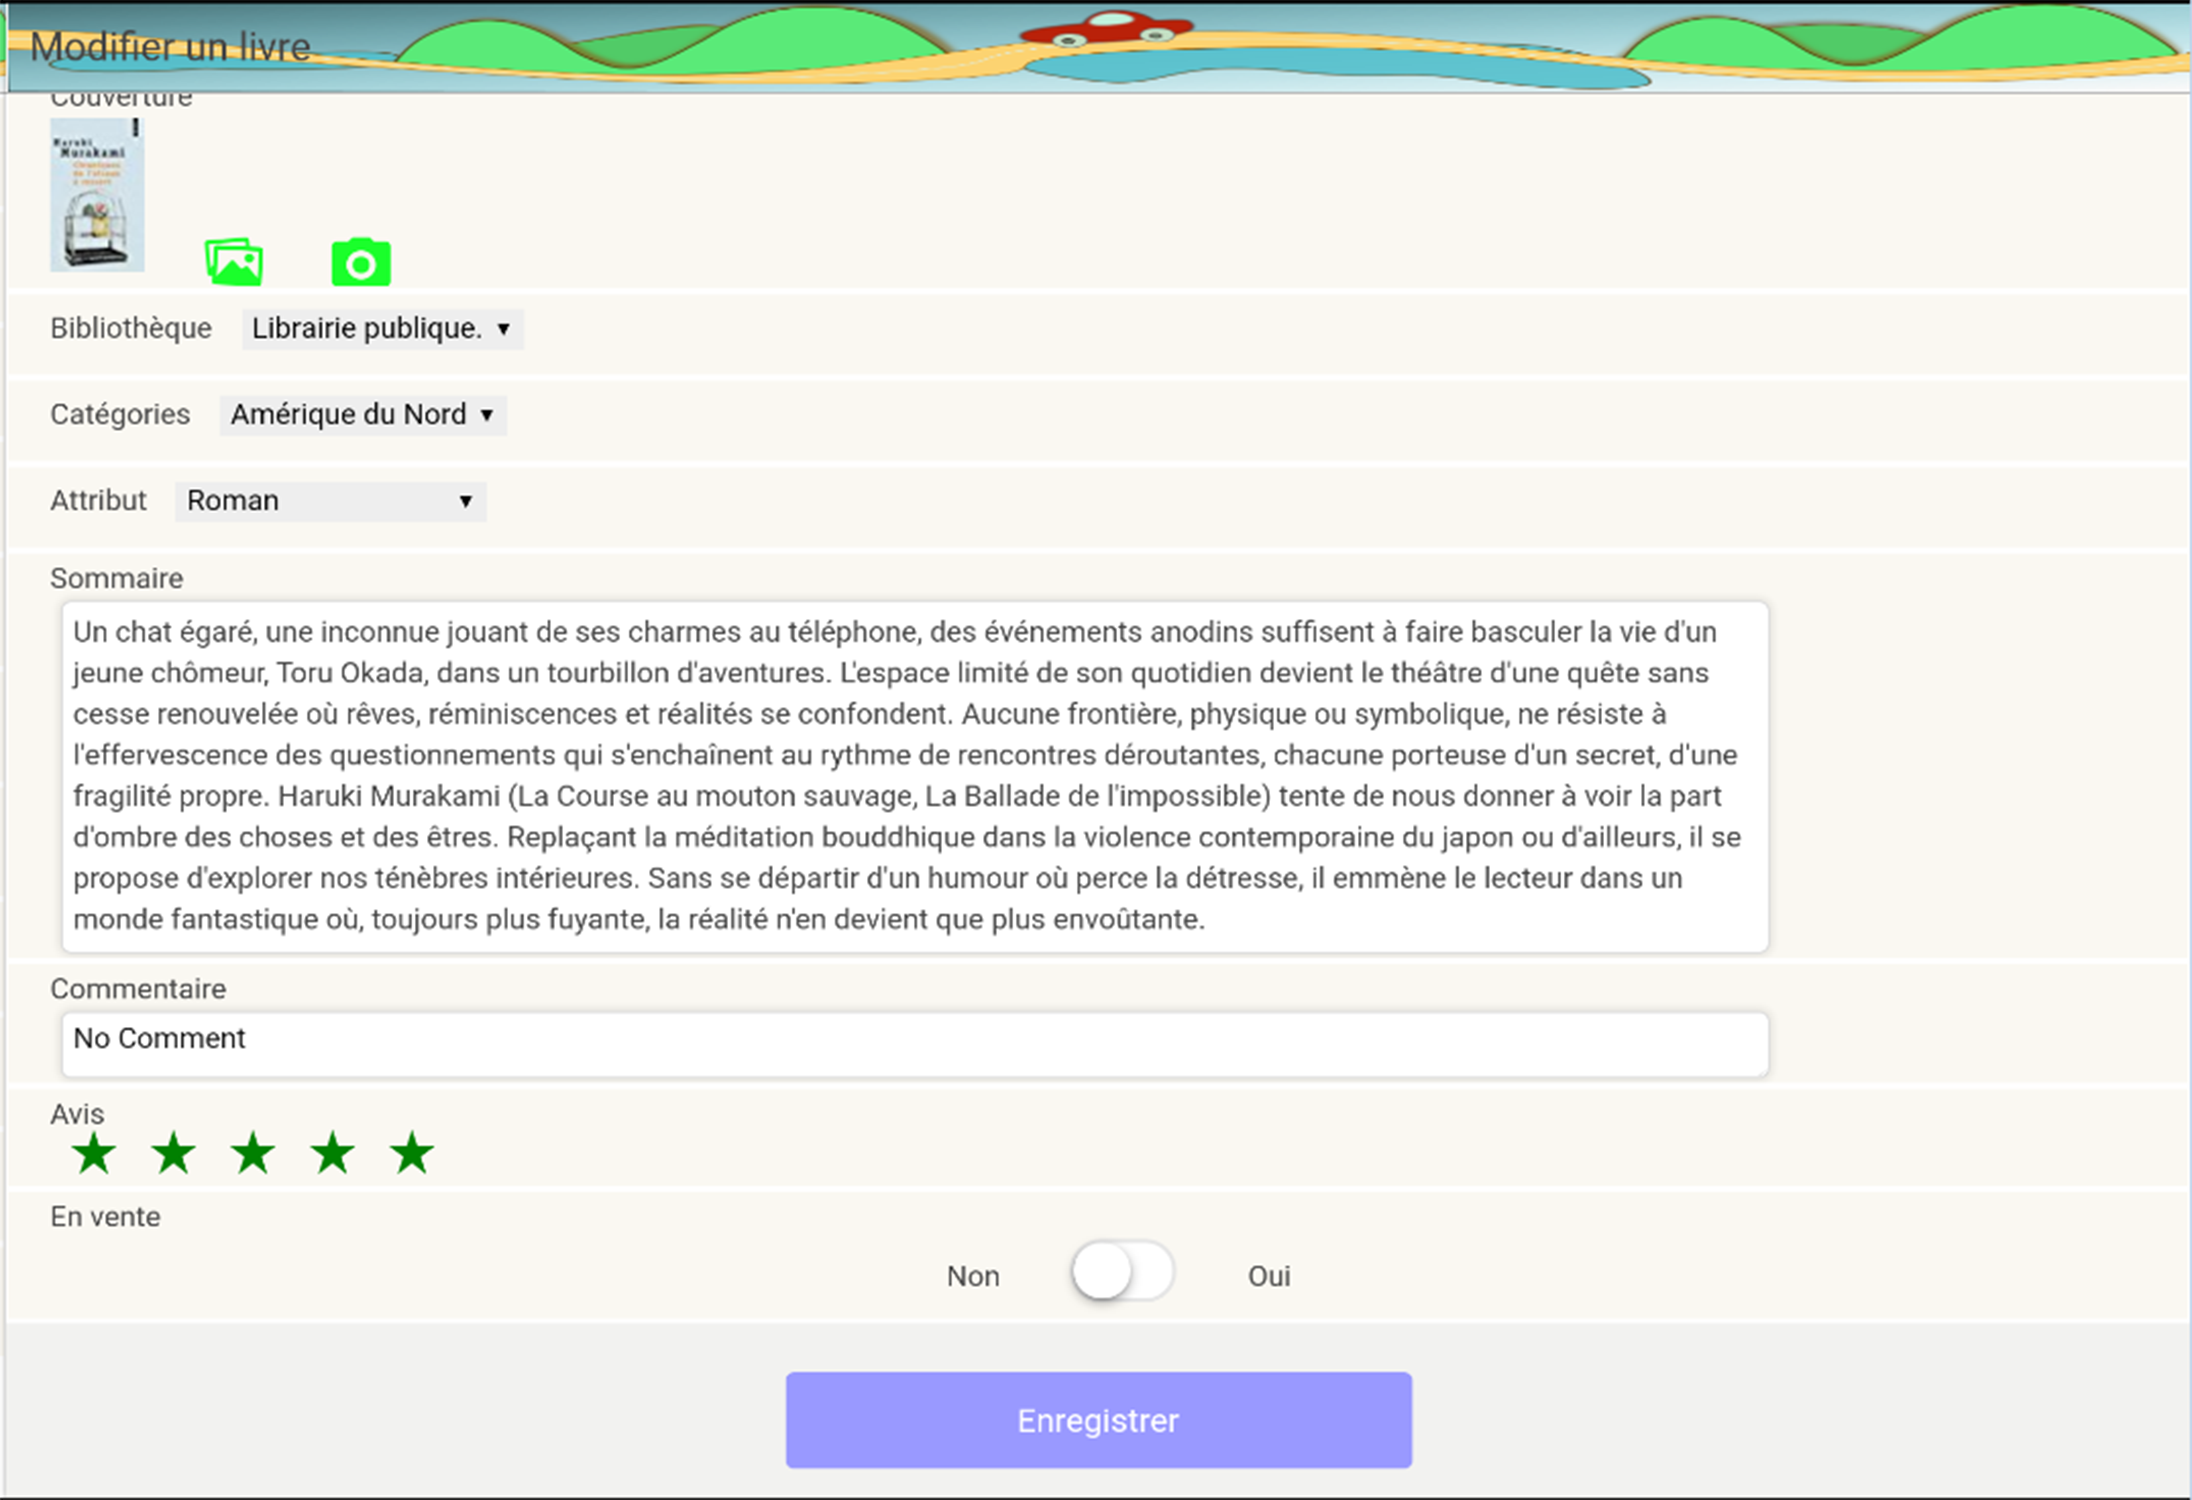 Modifier un livre
Couverture
Haruki
Murakami
Chroniques
de l'oiseau
à ressort
Bibliothèque Librairie publique. ▼
Catégories Amérique du Nord ▼
Attribut Roman ▼
Sommaire
Un chat égaré, une inconnue jouant de ses charmes au téléphone, des événements anodins suffisent à faire basculer la vie d'un
jeune chômeur, Toru Okada, dans un tourbillon d'aventures. L'espace limité de son quotidien devient le théâtre d'une quête sans
cesse renouvelée où rêves, réminiscences et réalités se confondent. Aucune frontière, physique ou symbolique, ne résiste à
l'effervescence des questionnements qui s'enchaînent au rythme de rencontres déroutantes, chacune porteuse d'un secret, d'une
fragilité propre. Haruki Murakami (La Course au mouton sauvage, La Ballade de l'impossible) tente de nous donner à voir la part
d'ombre des choses et des êtres. Replaçant la méditation bouddhique dans la violence contemporaine du japon ou d'ailleurs, il se
propose d'explorer nos ténèbres intérieures. Sans se départir d'un humour où perce la détresse, il emmène le lecteur dans un
monde fantastique où, toujours plus fuyante, la réalité n'en devient que plus envoûtante.
Commentaire
No Comment
Avis
En vente
Non Oui
Enregistrer